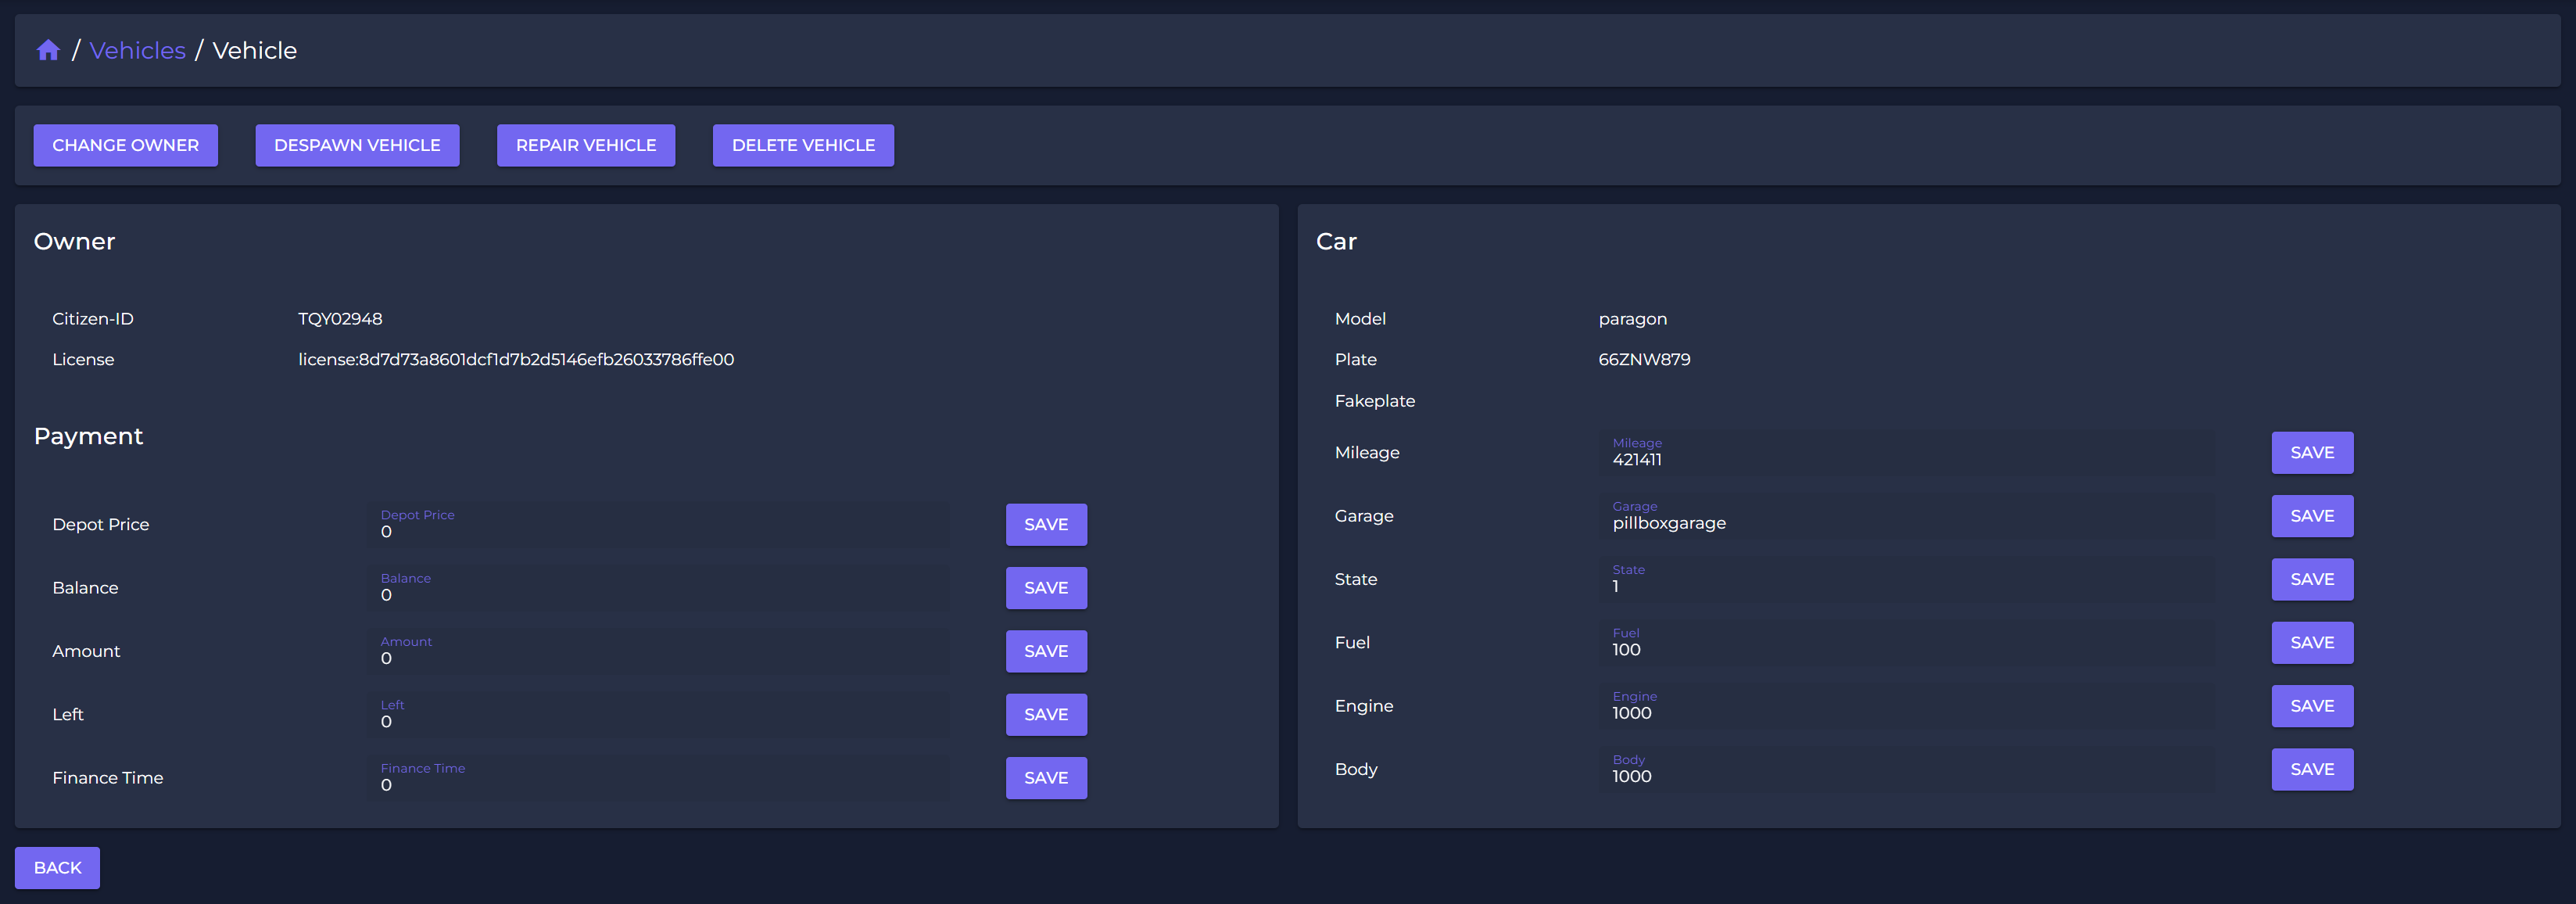 / Vehicles / Vehicle
CHANGE OWNER DESPAWN VEHICLE REPAIR VEHICLE DELETE VEHICLE
Owner
Citizen-ID TQY02948
License license:8d7d73a8601dcf1d7b2d5146efb26033786ffe00
Payment
Depot Price Depot Price
0 SAVE
Balance Balance
0 SAVE
Amount Amount
0 SAVE
Left Left
0 SAVE
Finance Time Finance Time
0 SAVE
Car
Model paragon
Plate 66ZNW879
Fakeplate
Mileage Mileage
421411 SAVE
Garage Garage
pillboxgarage SAVE
State State
1 SAVE
Fuel Fuel
100 SAVE
Engine Engine
1000 SAVE
Body Body
1000 SAVE
BACK